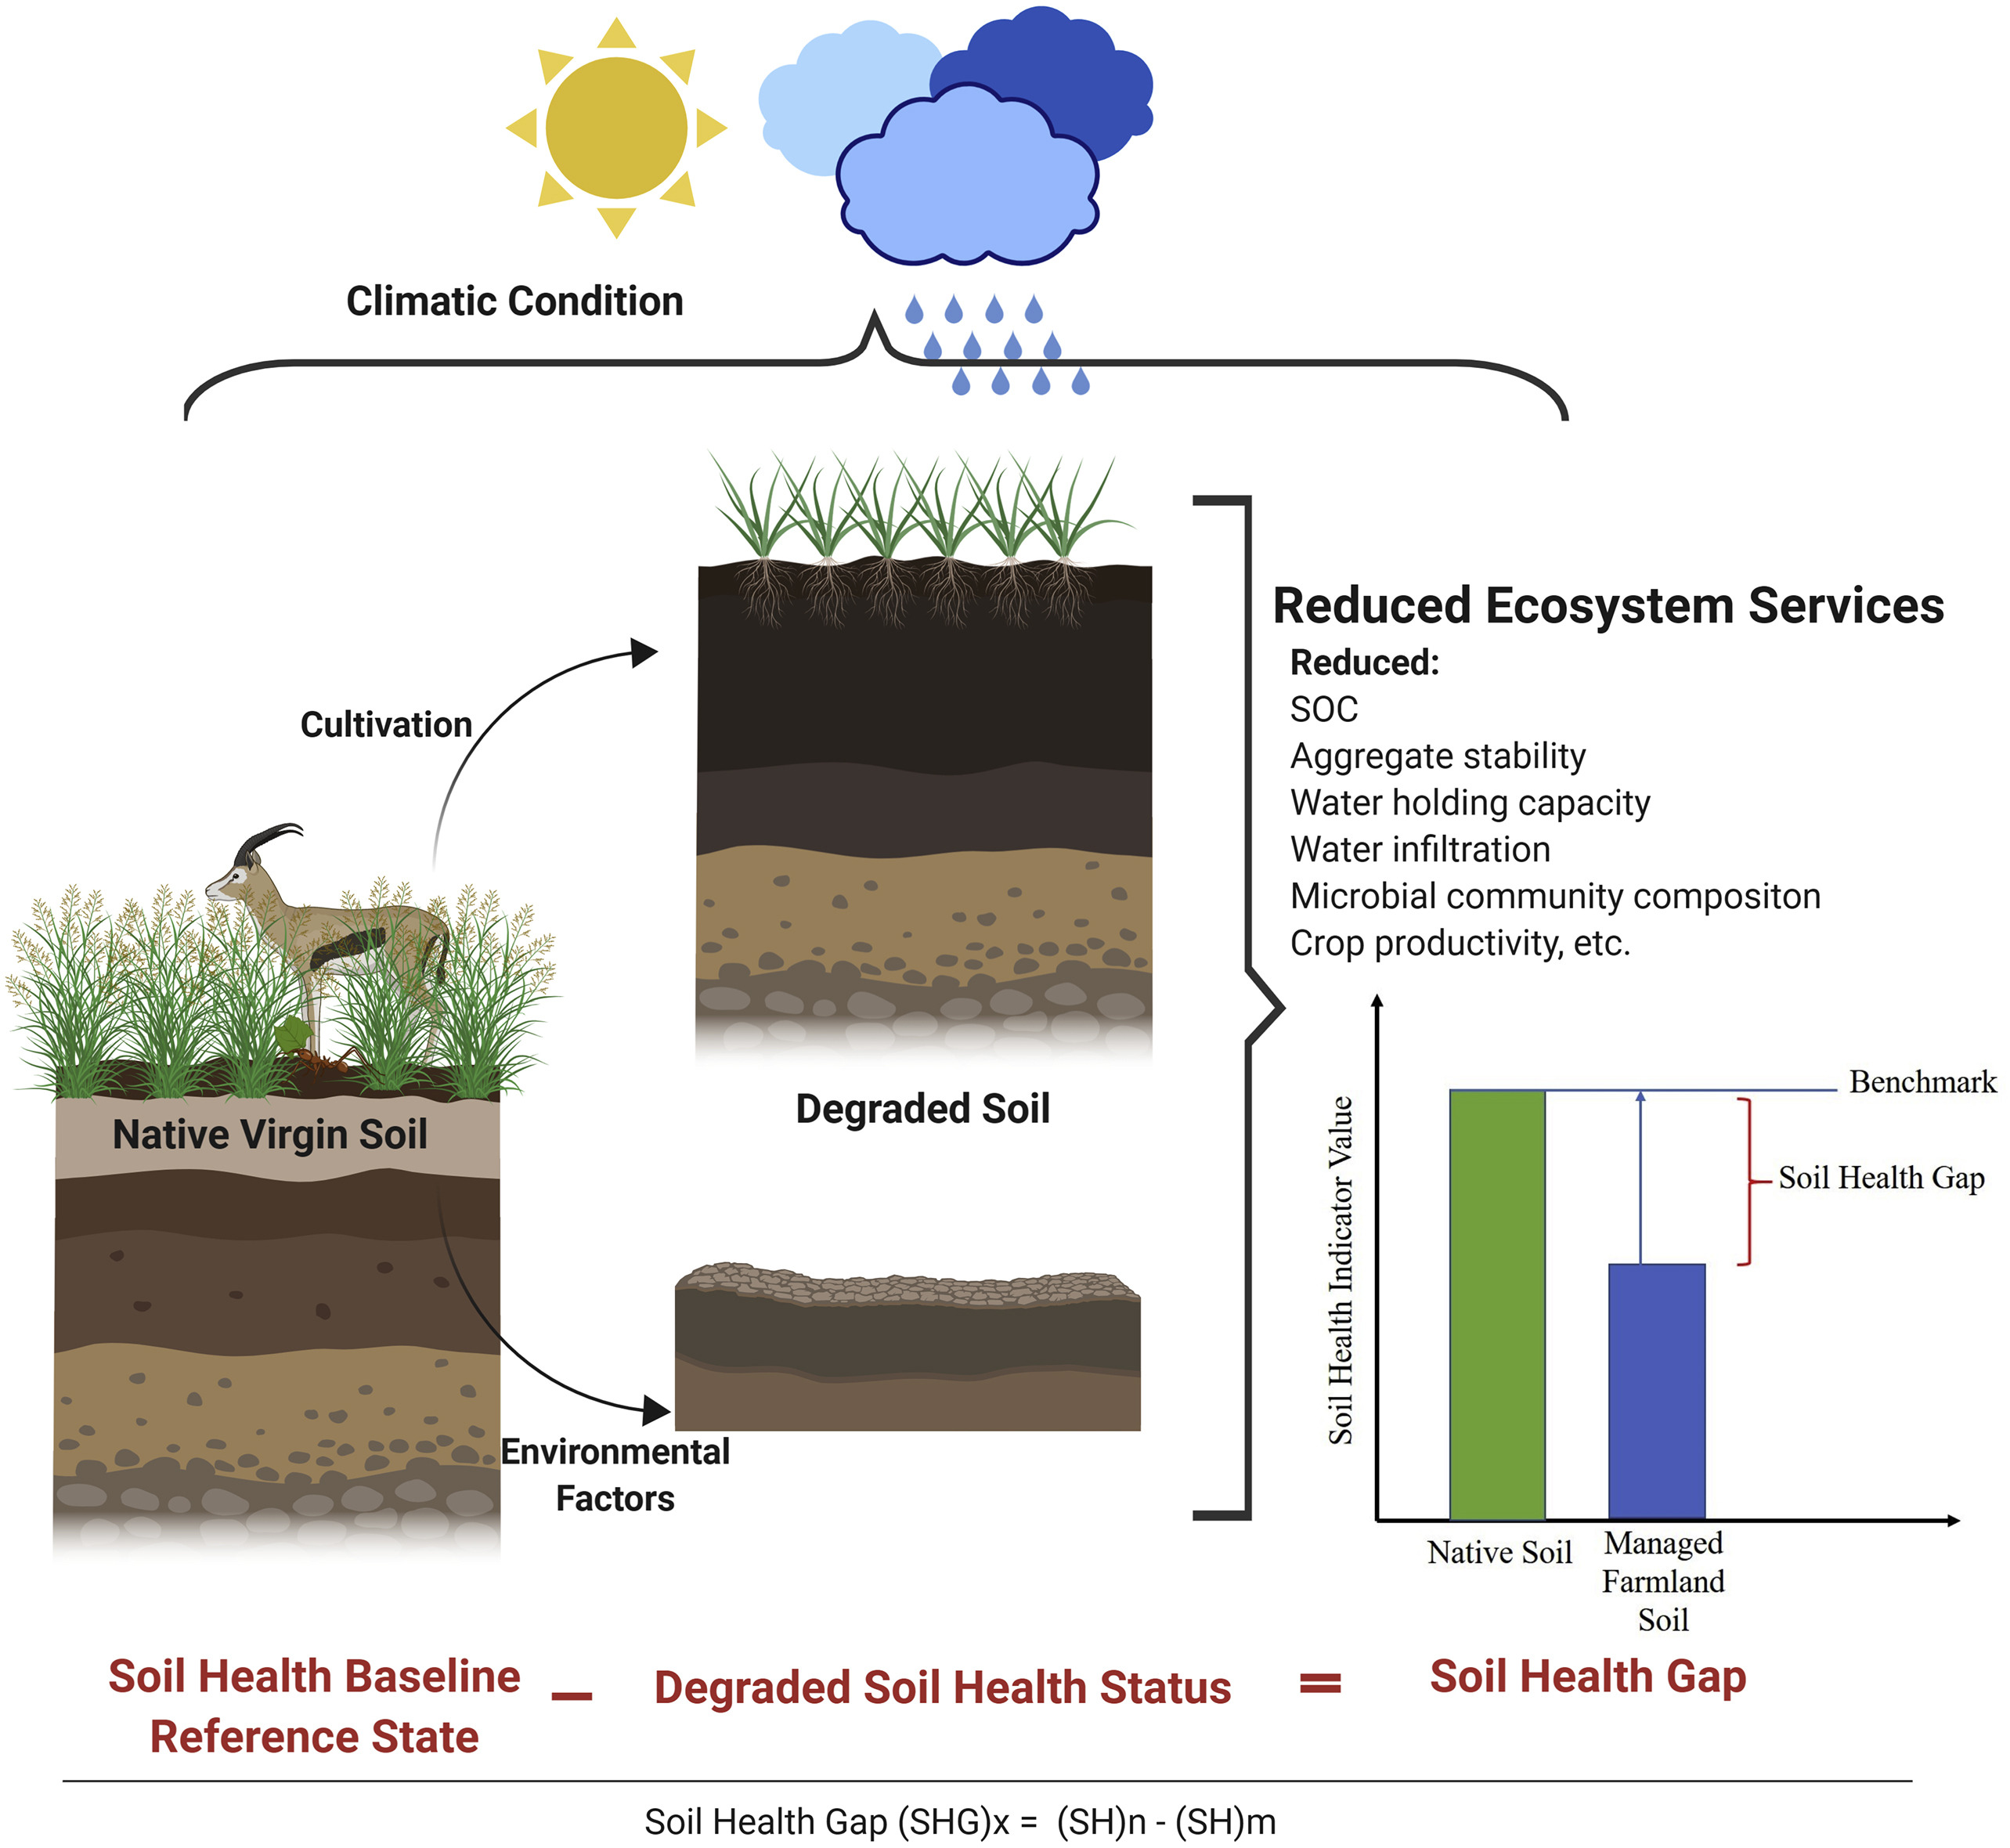 Climatic Condition
Cultivation
Native Virgin Soil
Degraded Soil
Environmental
Factors
Reduced Ecosystem Services
Reduced:
SOC
Aggregate stability
Water holding capacity
Water infiltration
Microbial community compositon
Crop productivity, etc.
Soil Health Indicator Value
Benchmark
Soil Health Gap
Native Soil
Managed
Farmland
Soil
Soil Health Baseline
Reference State
– Degraded Soil Health Status = Soil Health Gap
Soil Health Gap (SHG)x = (SH)n - (SH)m